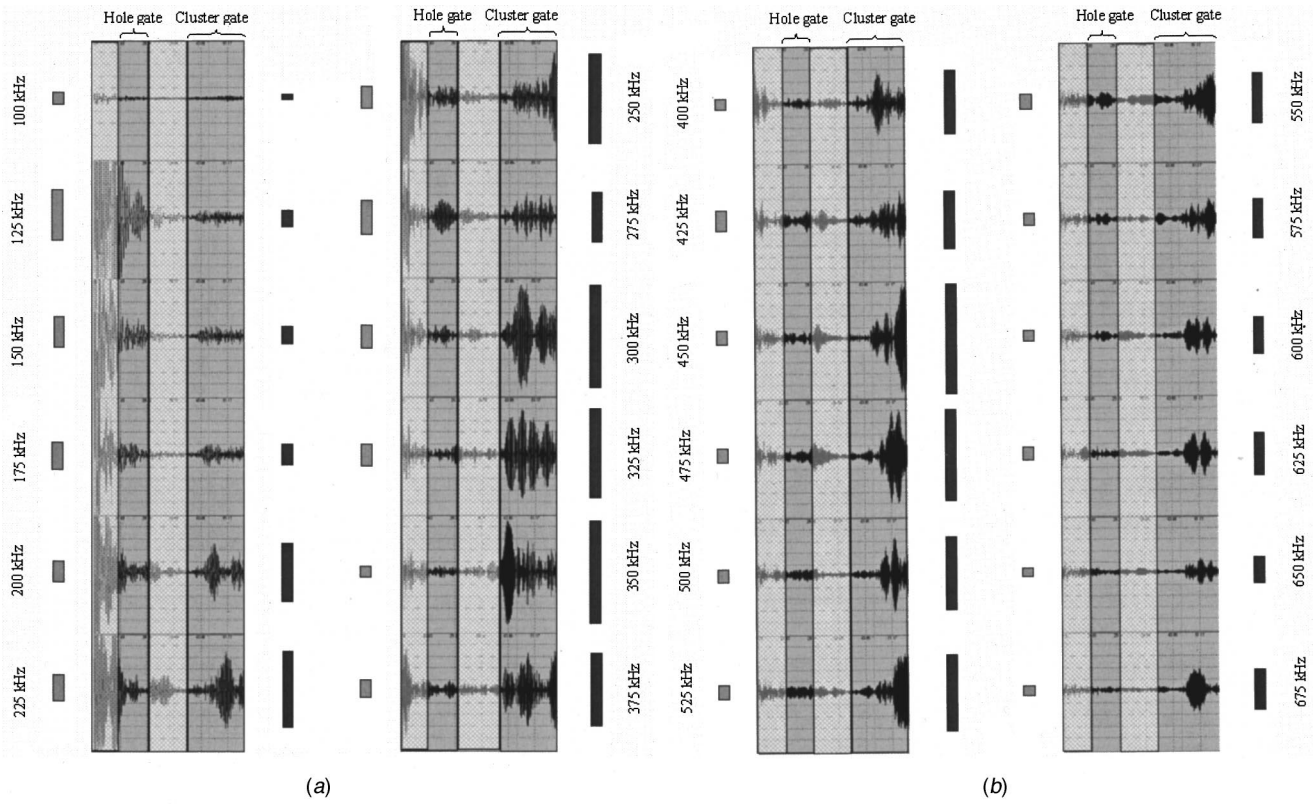 Hole gate Cluster gate
100 kHz
125 kHz
150 kHz
175 kHz
200 kHz
225 kHz
Hole gate Cluster gate
250 kHz
275 kHz
300 kHz
325 kHz
350 kHz
375 kHz
(a)
Hole gate Cluster gate
400 kHz
425 kHz
450 kHz
475 kHz
500 kHz
525 kHz
Hole gate Cluster gate
550 kHz
575 kHz
600 kHz
625 kHz
650 kHz
675 kHz
(b)